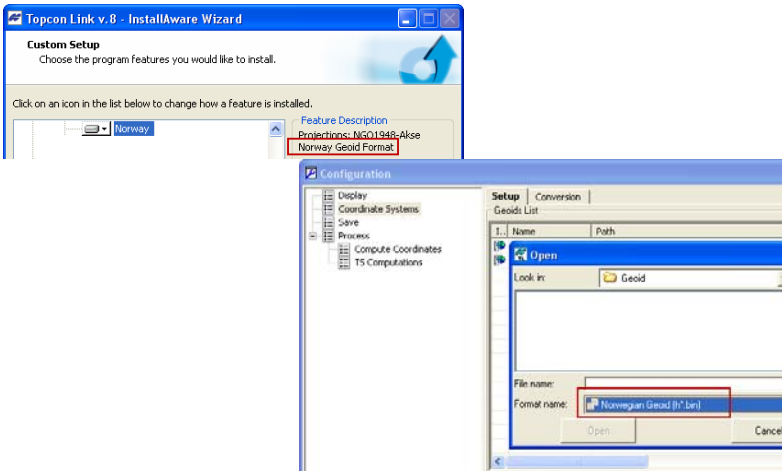 Topcon Link v.8 - InstallAware Wizard
Custom Setup
Choose the program features you would like to install.
Click on an icon in the list below to change how a feature is installed.
Norway
Feature Description
Projections: NGO1948-Akse
Norway Geoid Format
Configuration
Display
Coordinate Systems
Save
Process
Compute Coordinates
TS Computations
Setup Conversion
Geoids List
I.. Name Path
Open
Look in: Geoid
File name:
Format name: Norwegian Geoid (h*.bin)
Open Cancel